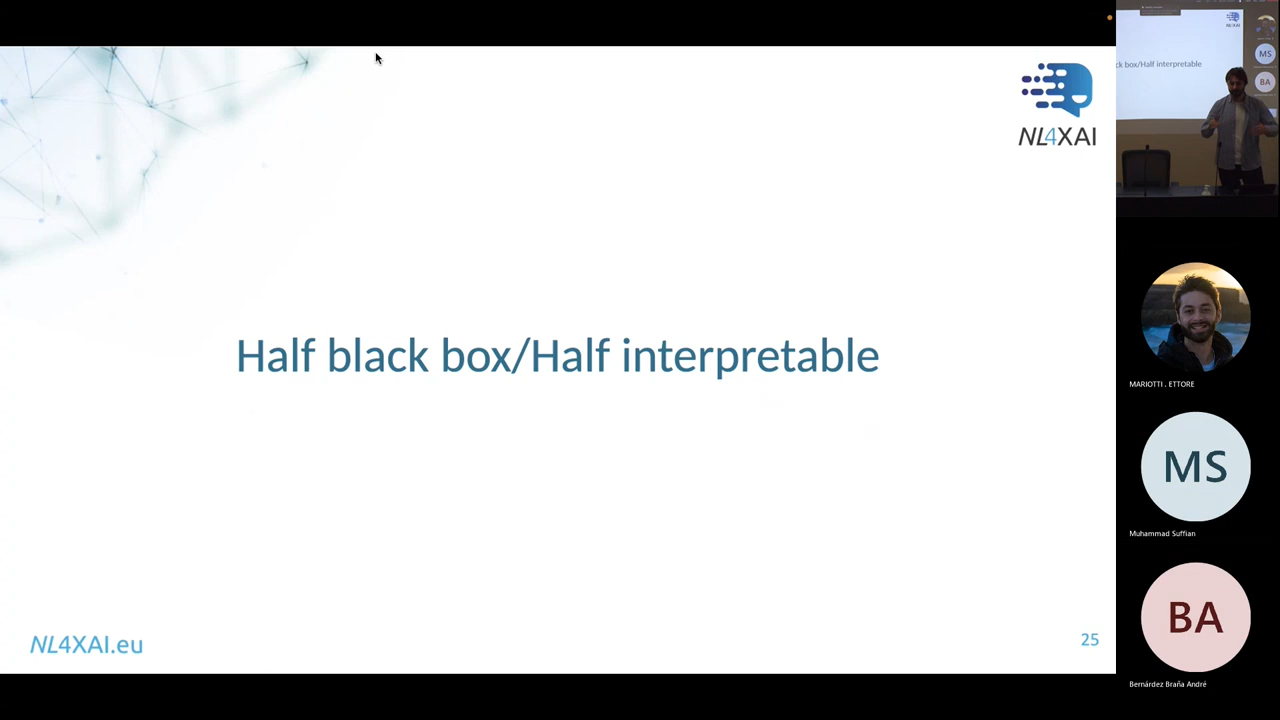 NL4XAI
Half black box/Half interpretable
NL4XAI.eu
25
NL4XAI
MS
ck box/Half interpretable
BA
MARIOTTI . ETTORE
MS
Muhammad Suffian
BA
Bernárdez Braña André